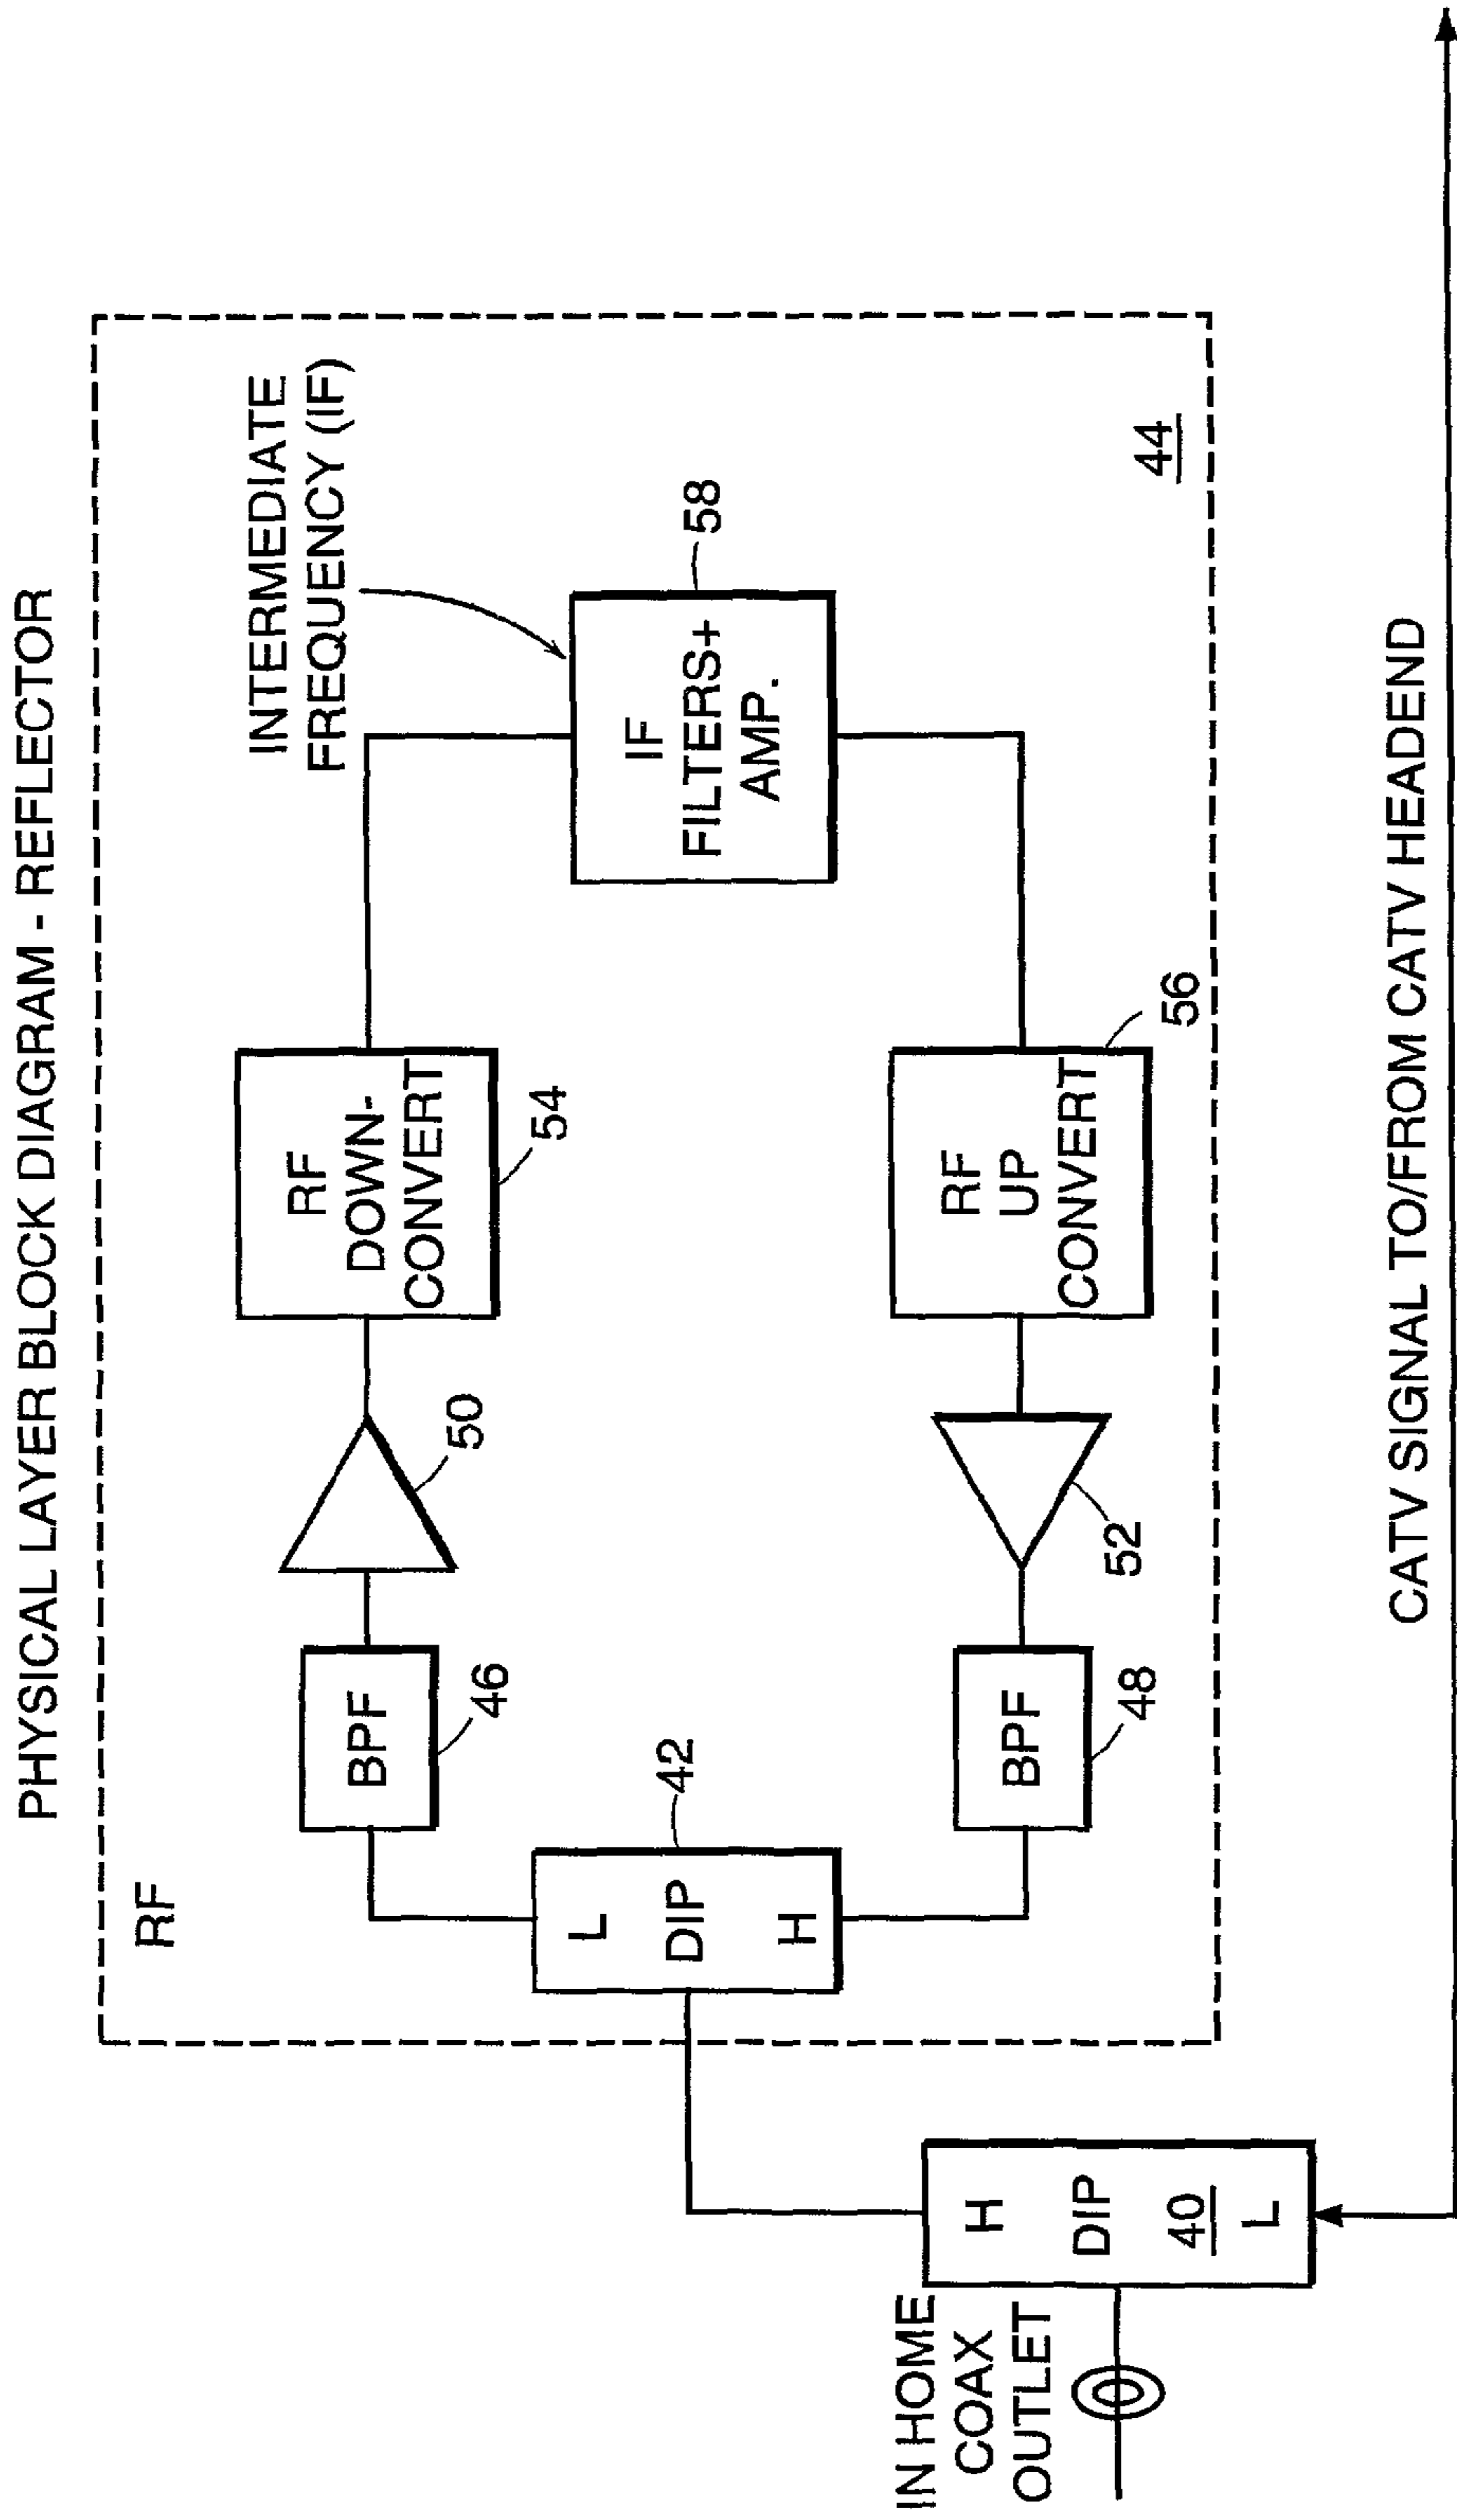 PHYSICAL LAYER BLOCK DIAGRAM - REFLECTOR
RF
INTERMEDIATE
FREQUENCY (IF)
BPF
46
50
RF
DOWN-
CONVERT
54
L
DIP
H
42
IF
FILTERS+
AMP.
58
BPF
48
52
RF
UP
CONVERT
56
44
IN HOME
COAX
OUTLET
H
DIP
40
L
CATV SIGNAL TO/FROM CATV HEADEND